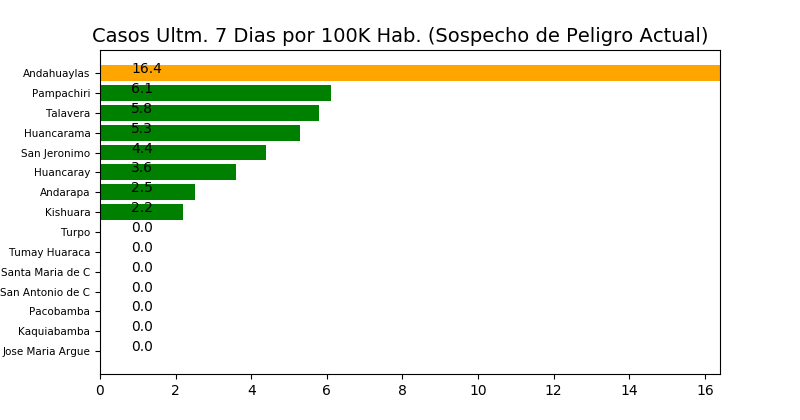 Casos Ultm. 7 Dias por 100K Hab. (Sospecho de Peligro Actual)
Andahuaylas 16.4
Pampachiri 6.1
Talavera 5.8
Huancarama 5.3
San Jeronimo 4.4
Huancaray 3.6
Andarapa 2.5
Kishuara 2.2
Turpo 0.0
Tumay Huaraca 0.0
Santa Maria de C 0.0
San Antonio de C 0.0
Pacobamba 0.0
Kaquiabamba 0.0
Jose Maria Argue 0.0
0 2 4 6 8 10 12 14 16